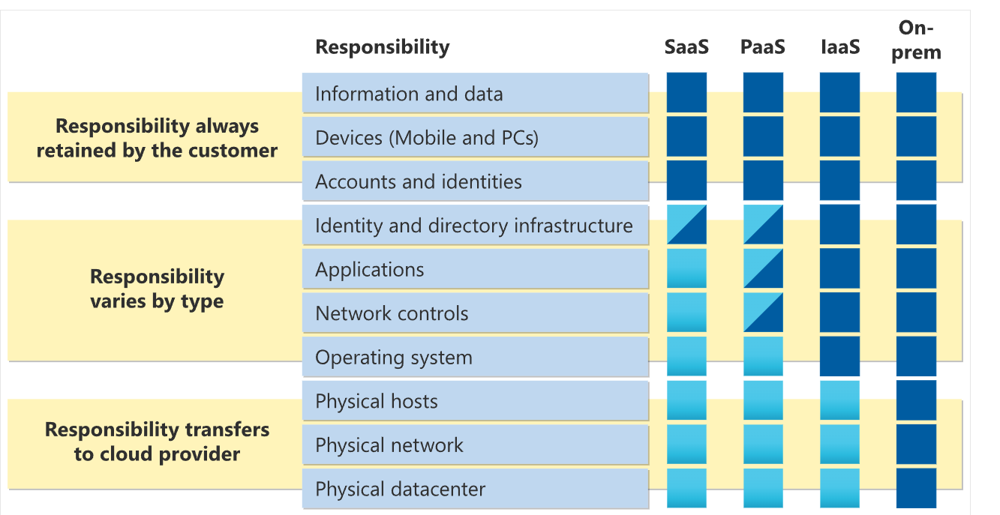 Responsibility SaaS PaaS IaaS On-
prem
Responsibility always
retained by the customer
Information and data
Devices (Mobile and PCs)
Accounts and identities
Responsibility
varies by type
Identity and directory infrastructure
Applications
Network controls
Operating system
Responsibility transfers
to cloud provider
Physical hosts
Physical network
Physical datacenter